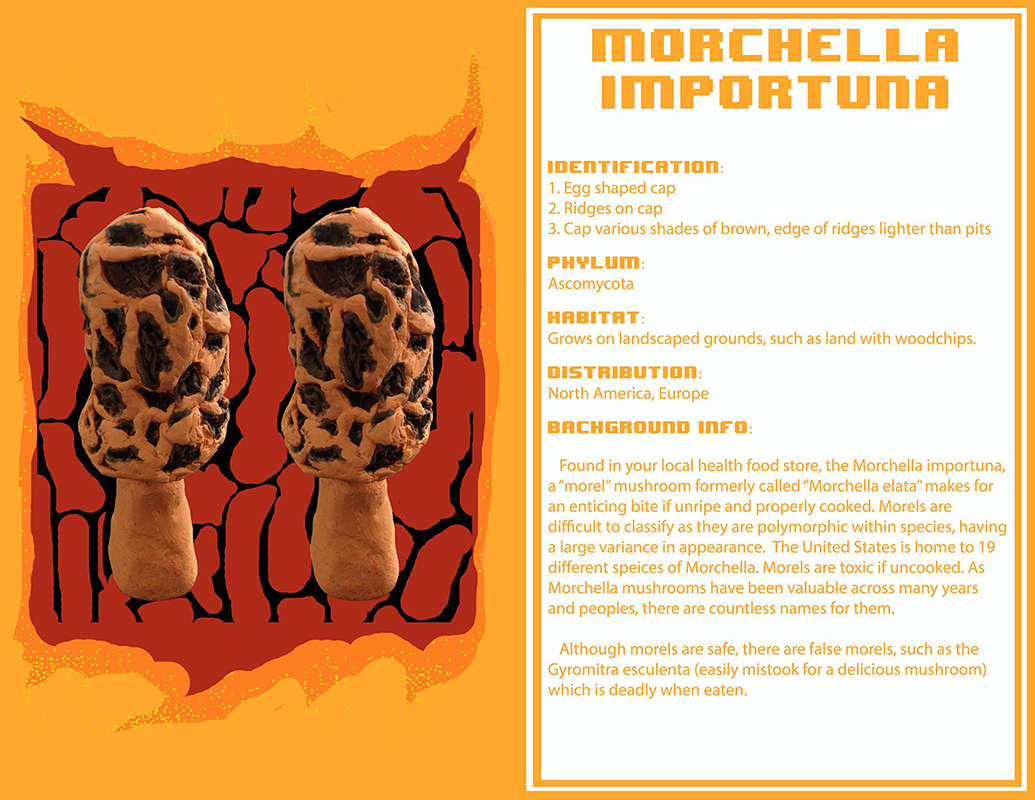 MORCHELLA
IMPORTUNA
IDENTIFICATION:
1. Egg shaped cap
2. Ridges on cap
3. Cap various shades of brown, edge of ridges lighter than pits
PHYLUM:
Ascomycota
HABITAT:
Grows on landscaped grounds, such as land with woodchips.
DISTRIBUTION:
North America, Europe
BACKGROUND INFO:
Found in your local health food store, the Morchella importuna,
a “morel” mushroom formerly called “Morchella elata” makes for
an enticing bite if unripe and properly cooked. Morels are
difficult to classify as they are polymorphic within species, having
a large variance in appearance. The United States is home to 19
different speices of Morchella. Morels are toxic if uncooked. As
Morchella mushrooms have been valuable across many years
and peoples, there are countless names for them.
Although morels are safe, there are false morels, such as the
Gyromitra esculenta (easily mistook for a delicious mushroom)
which is deadly when eaten.